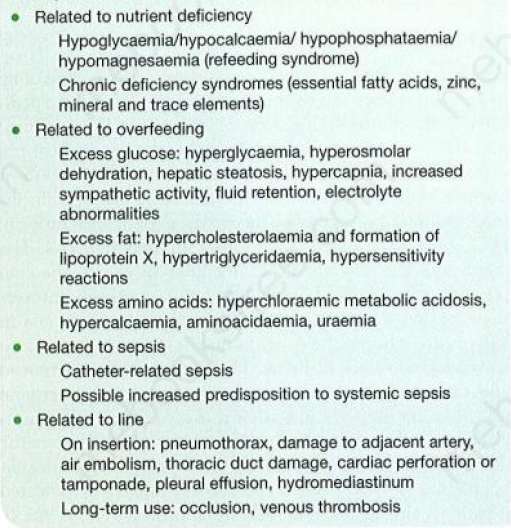 • Related to nutrient deficiency
Hypoglycaemia/hypocalcaemia/ hypophosphataemia/
hypomagnesaemia (refeeding syndrome)
Chronic deficiency syndromes (essential fatty acids, zinc,
mineral and trace elements)
• Related to overfeeding
Excess glucose: hyperglycaemia, hyperosmolar
dehydration, hepatic steatosis, hypercapnia, increased
sympathetic activity, fluid retention, electrolyte
abnormalities
Excess fat: hypercholesterolaemia and formation of
lipoprotein X, hypertriglyceridaemia, hypersensitivity
reactions
Excess amino acids: hyperchloraemic metabolic acidosis,
hypercalcaemia, aminoacidaemia, uraemia
• Related to sepsis
Catheter-related sepsis
Possible increased predisposition to systemic sepsis
• Related to line
On insertion: pneumothorax, damage to adjacent artery,
air embolism, thoracic duct damage, cardiac perforation or
tamponade, pleural effusion, hydromediastinum
Long-term use: occlusion, venous thrombosis